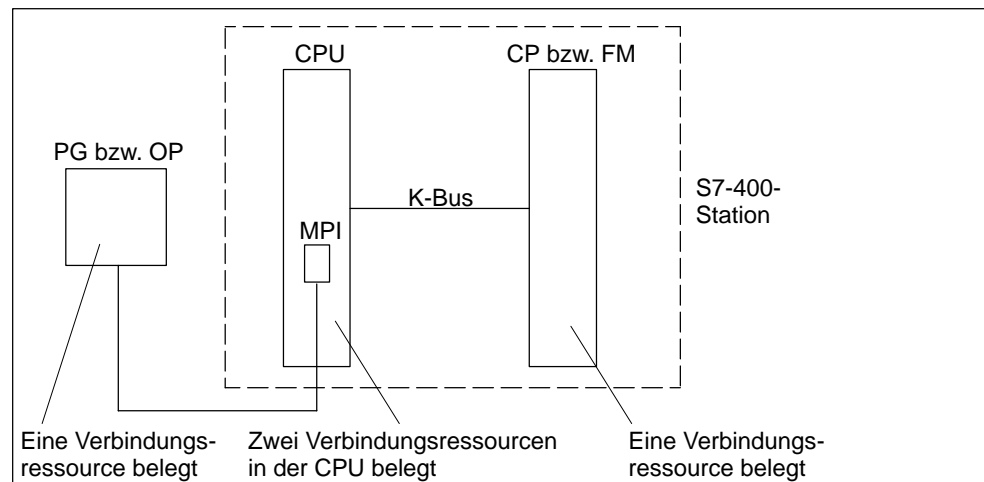 CPU
CP bzw. FM
PG bzw. OP
K-Bus
S7-400-
Station
MPI
Eine Verbindungs-
ressource belegt
Zwei Verbindungsressourcen
in der CPU belegt
Eine Verbindungs-
ressource belegt